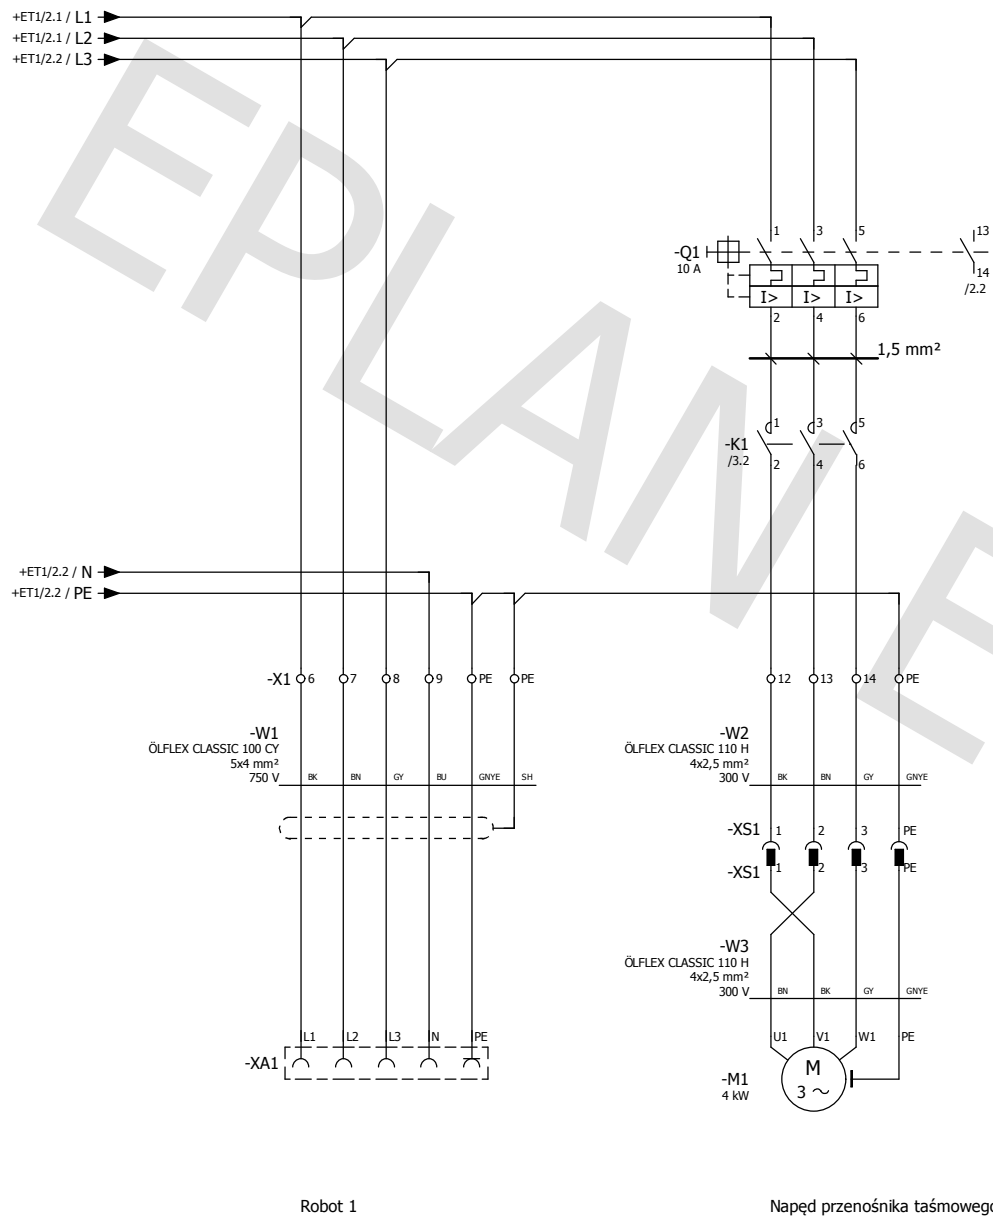 +ET1/2.1 / L1
+ET1/2.1 / L2
+ET1/2.2 / L3
EPLAN E
1 3 5 13
-Q1
10 A
14
/2.2
I> I> I>
2 4 6
1,5 mm²
1 3 5
-K1
/3.2
2 4 6
+ET1/2.2 / N
+ET1/2.2 / PE
-X1 6 7 8 9 PE PE 12 13 14 PE
-W1
ÖLFLEX CLASSIC 100 CY
5x4 mm²
750 V BK BN GY BU GNYE SH
-W2
ÖLFLEX CLASSIC 110 H
4x2,5 mm²
300 V BK BN GY GNYE
-XS1 1 2 3 PE
-XS1 1 2 3 PE
-W3
ÖLFLEX CLASSIC 110 H
4x2,5 mm²
300 V BN BK GY GNYE
L1 L2 L3 N PE
-XA1
U1 V1 W1 PE
-M1
4 kW
M
3 ~
Robot 1
Napęd przenośnika taśmowego